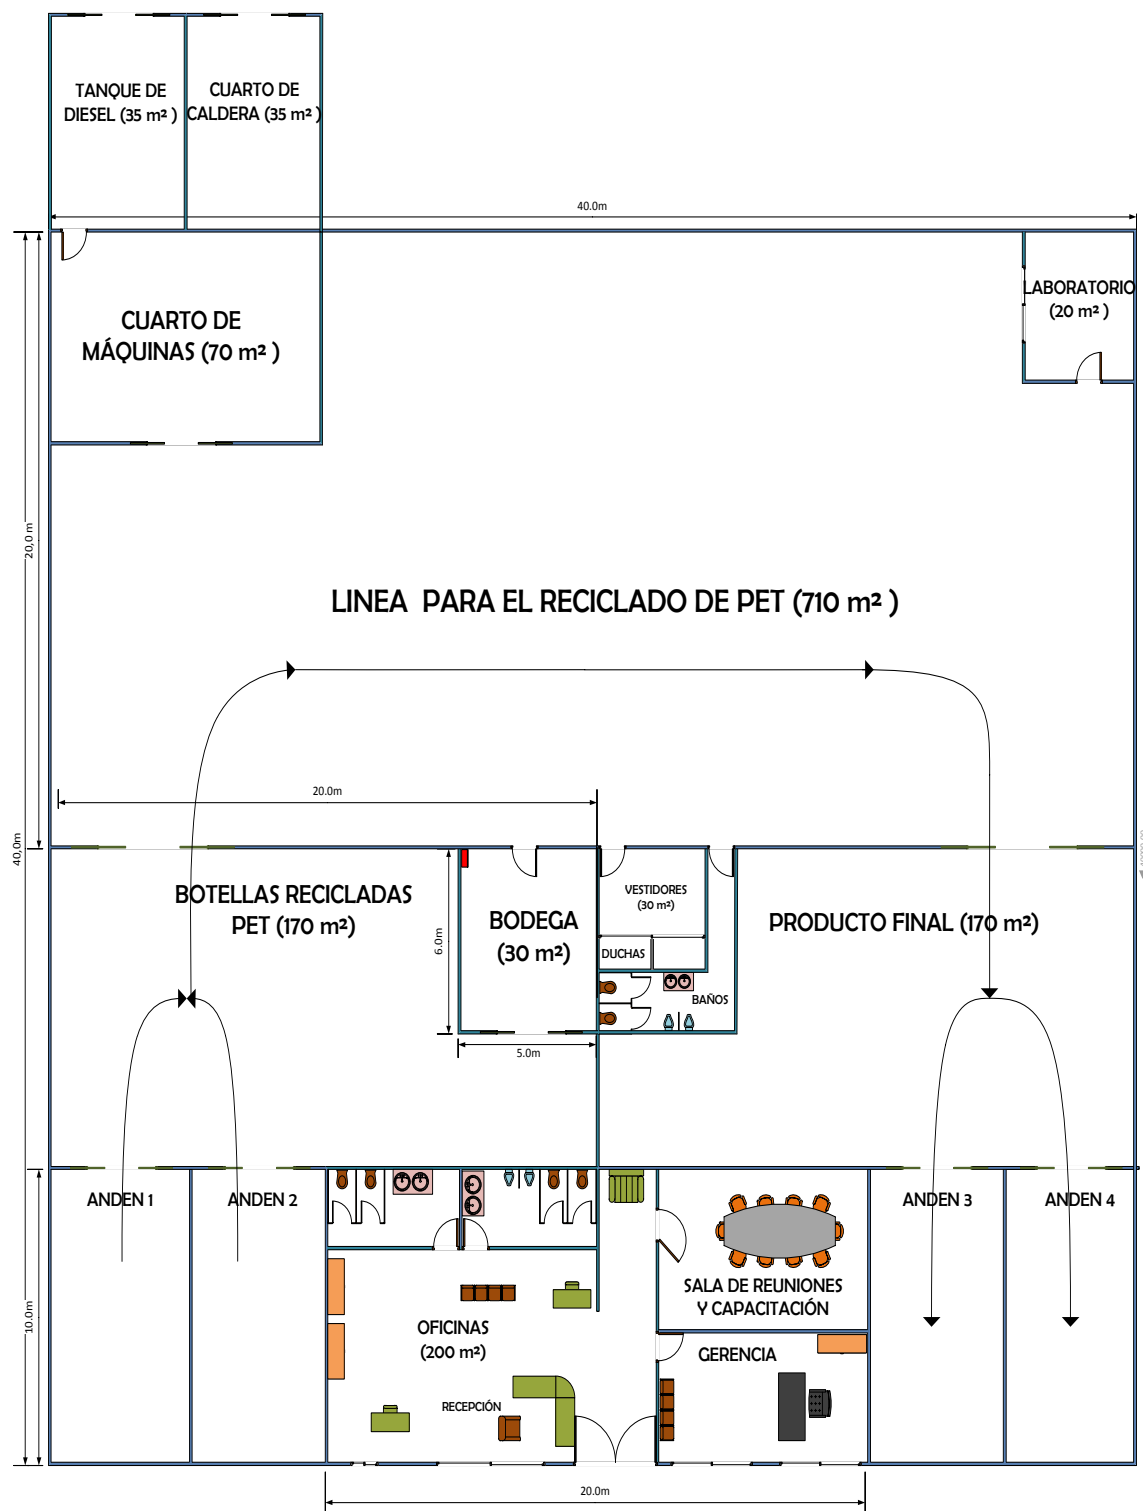 TANQUE DE
DIESEL (35 m² )
CUARTO DE
CALDERA (35 m² )
40.0m
CUARTO DE
MÁQUINAS (70 m² )
LABORATORIO
(20 m² )
20,0 m
LINEA PARA EL RECICLADO DE PET (710 m² )
20.0m
40,0m
BOTELLAS RECICLADAS
PET (170 m²)
6.0m
BODEGA
(30 m²)
VESTIDORES
(30 m²)
DUCHAS
BAÑOS
PRODUCTO FINAL (170 m²)
5.0m
ANDEN 1
ANDEN 2
ANDEN 3
ANDEN 4
10.0m
SALA DE REUNIONES
Y CAPACITACIÓN
OFICINAS
(200 m²)
GERENCIA
RECEPCIÓN
20.0m